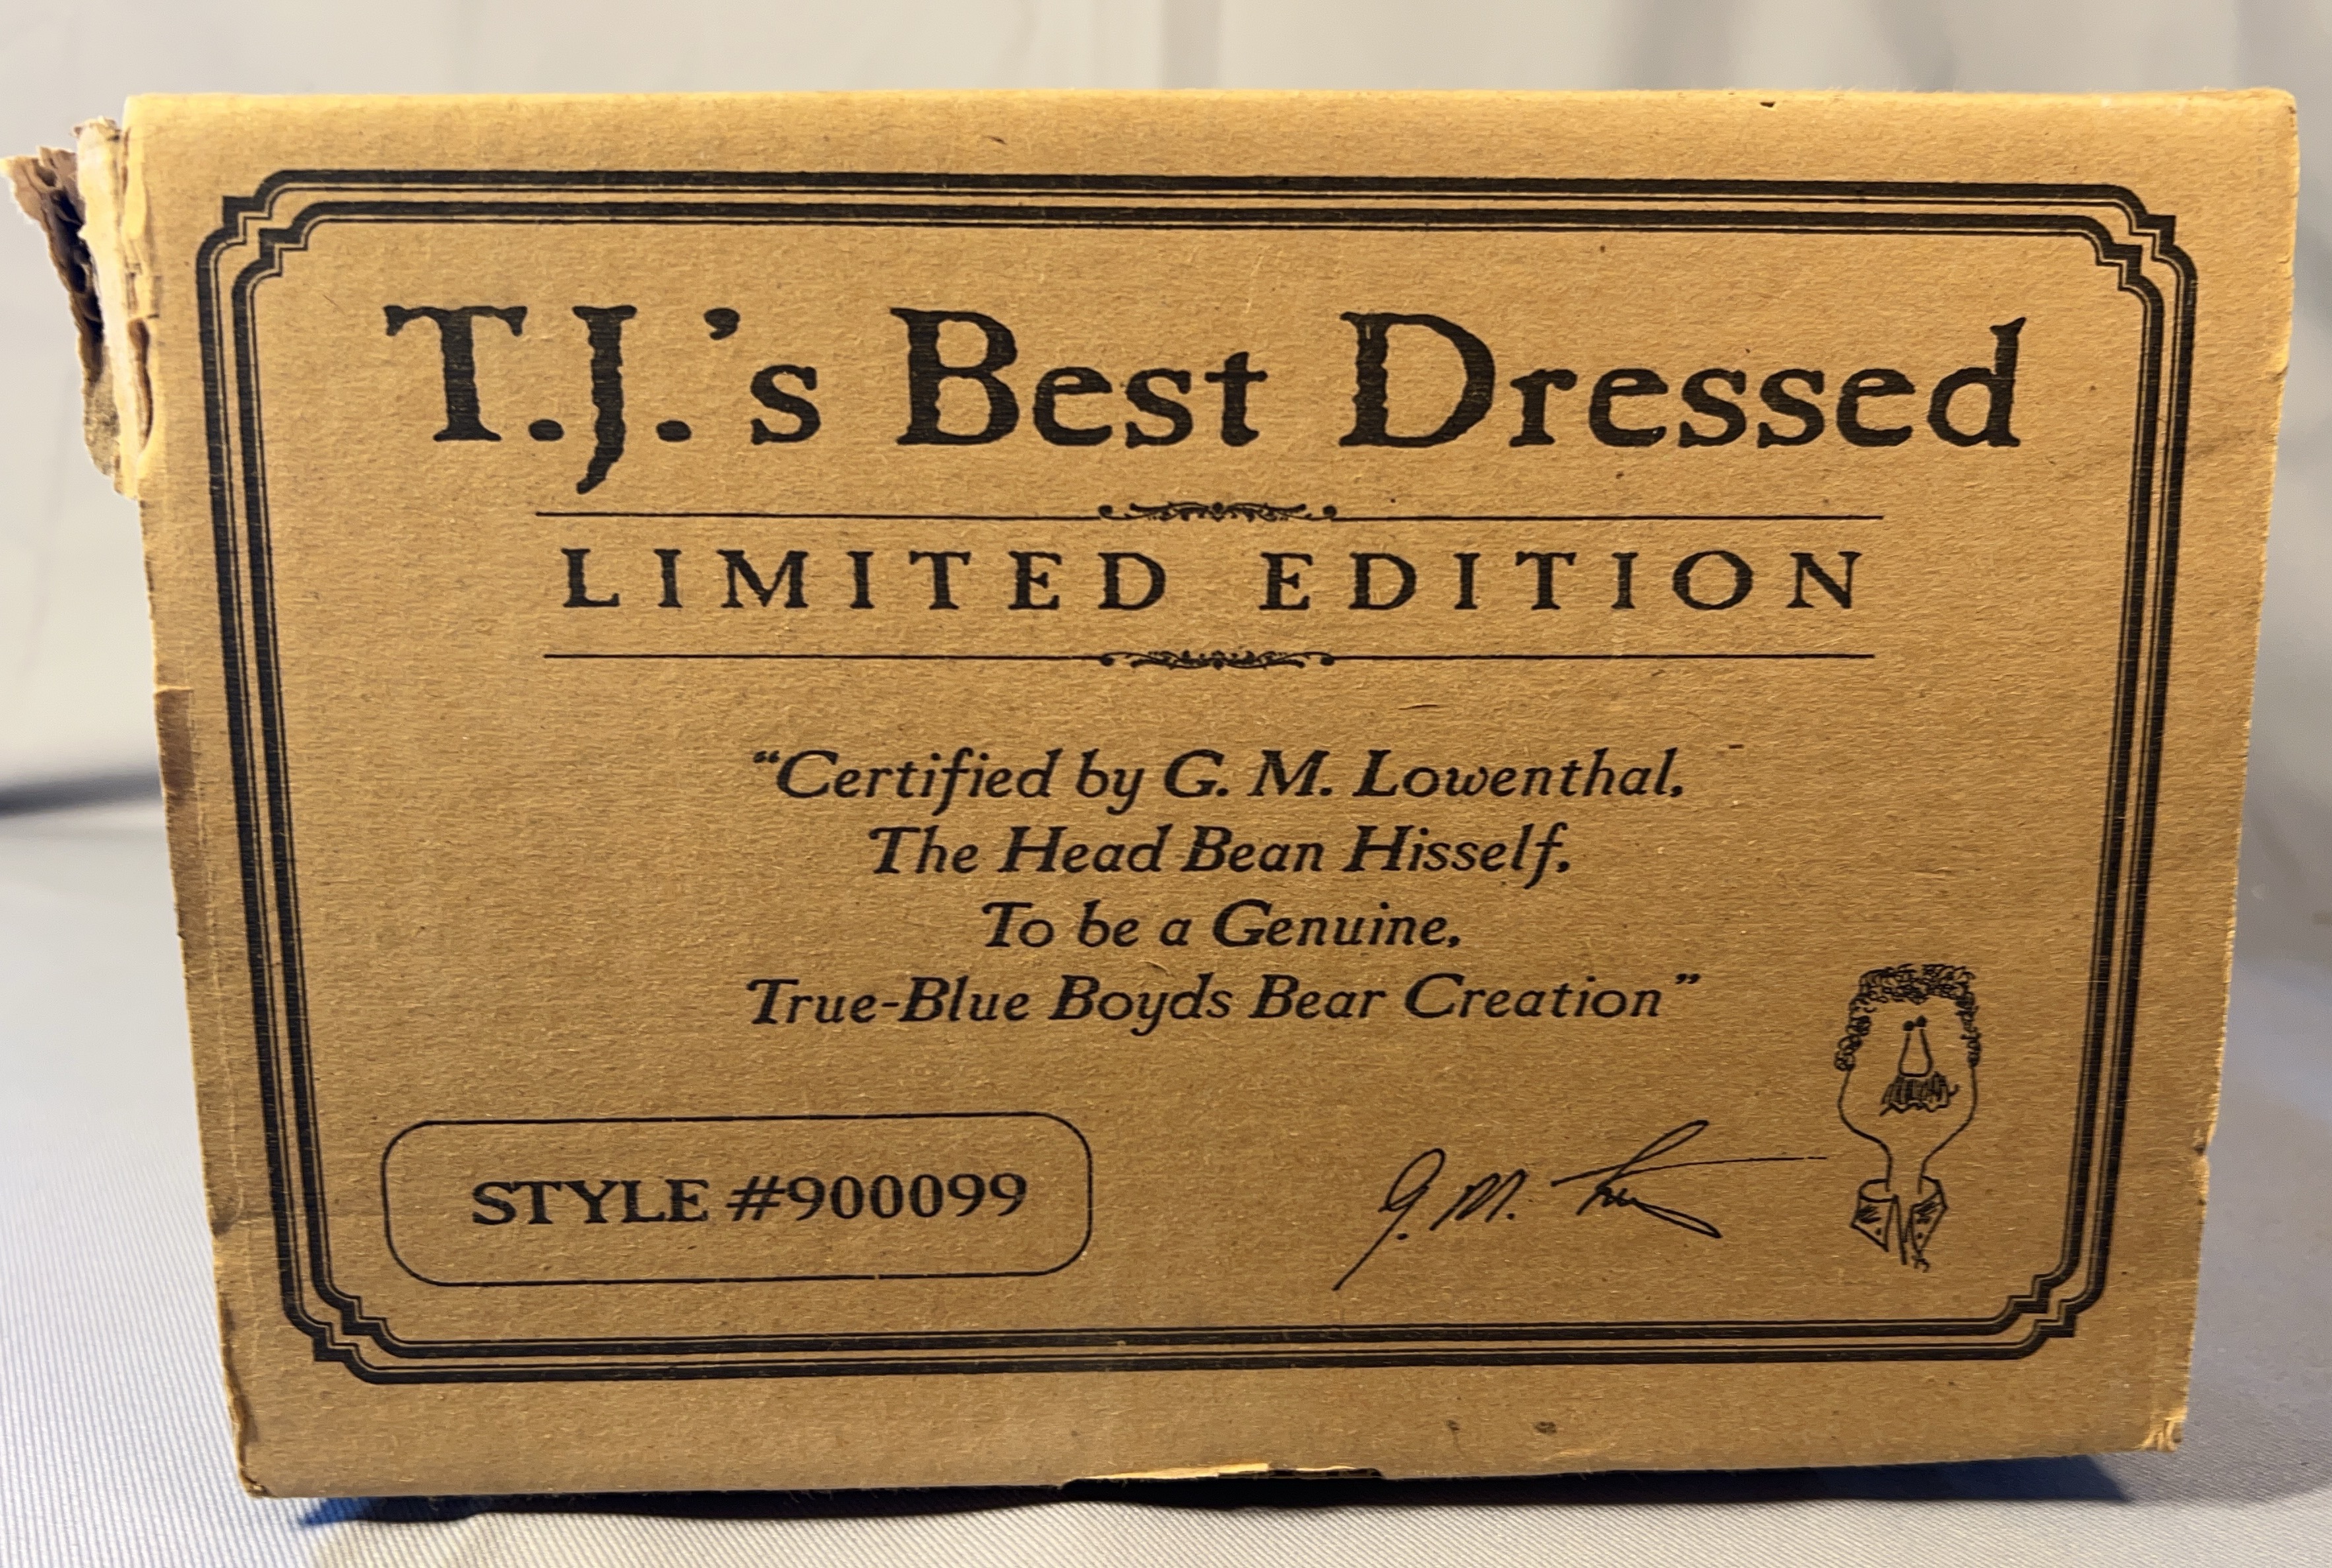 T.J.'s Best Dressed
LIMITED EDITION
“Certified by G. M. Lowenthal,
The Head Bean Hisself,
To be a Genuine,
True-Blue Boyds Bear Creation”
STYLE #900099
G. M.